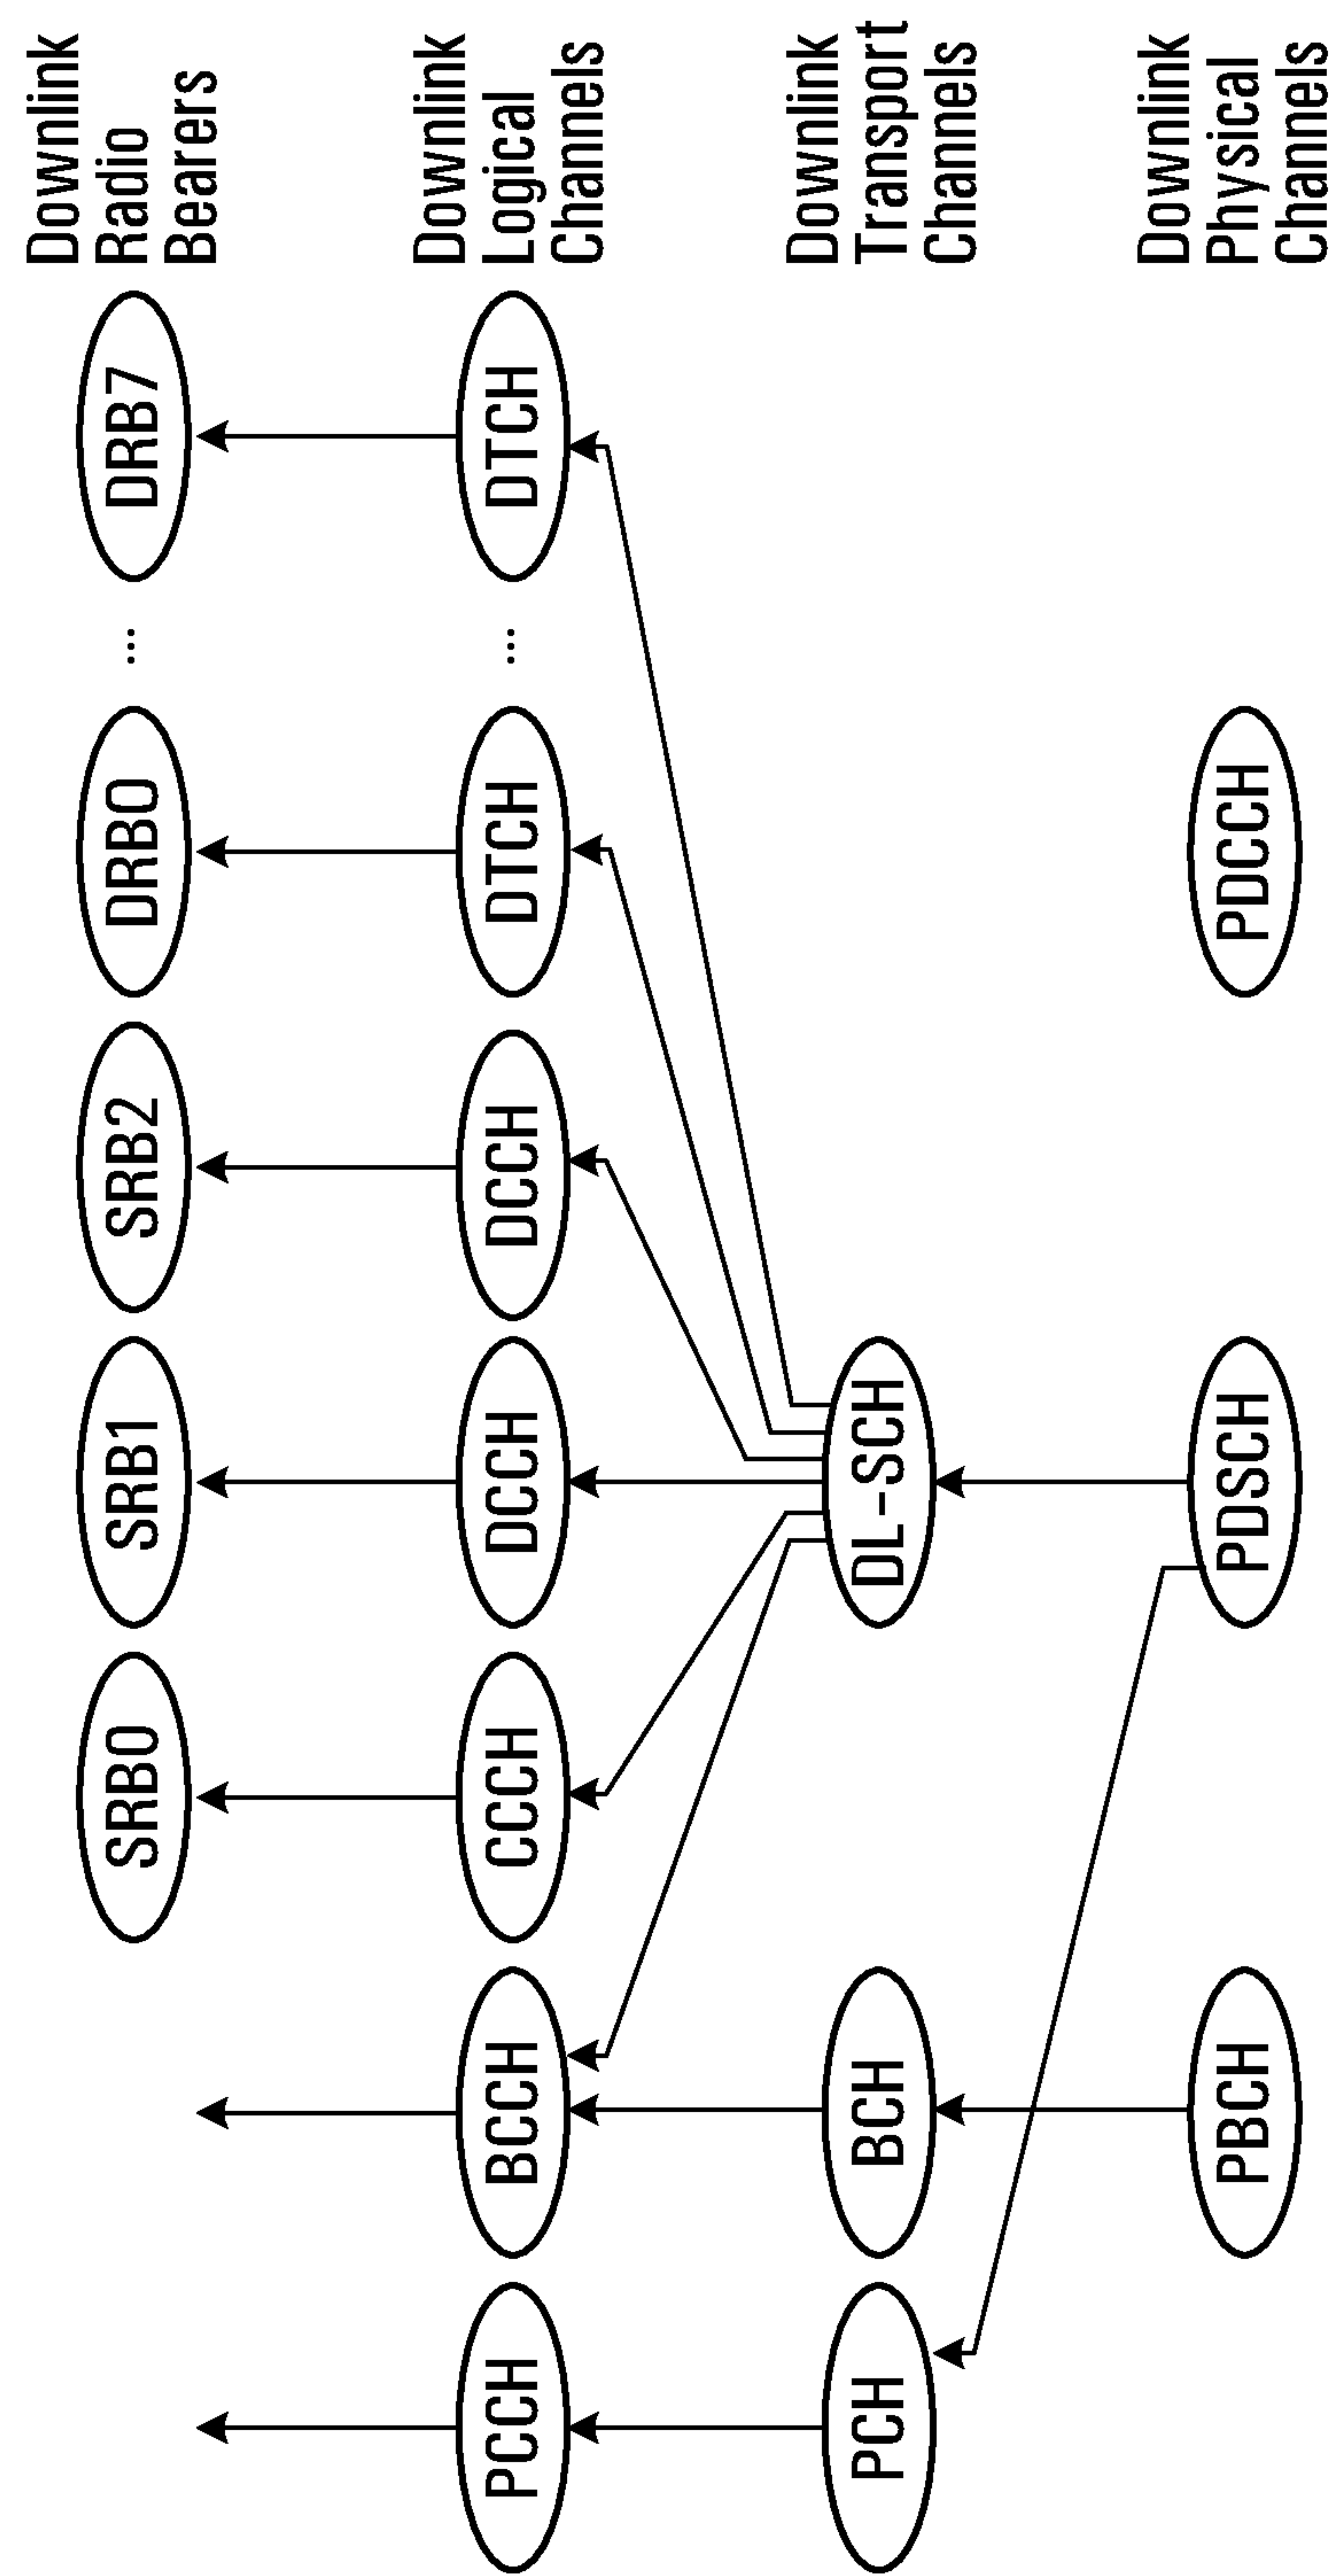 SRB0
SRB1
SRB2
DRB0
...
DRB7
Downlink
Radio
Bearers
PCCH
BCCH
CCCH
DCCH
DCCH
DTCH
...
DTCH
Downlink
Logical
Channels
PCH
BCH
DL-SCH
Downlink
Transport
Channels
PBCH
PDSCH
PDCCH
Downlink
Physical
Channels